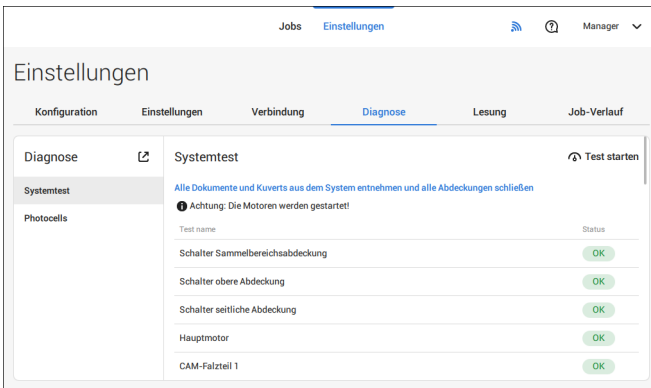 Jobs Einstellungen Manager
Einstellungen
Konfiguration Einstellungen Verbindung Diagnose Lesung Job-Verlauf
Diagnose Systemtest Test starten
Systemtest
Photocells
Alle Dokumente und Kuverts aus dem System entnehmen und alle Abdeckungen schließen
Achtung: Die Motoren werden gestartet!
Test name Status
Schalter Sammelbereichsabdeckung OK
Schalter obere Abdeckung OK
Schalter seitliche Abdeckung OK
Hauptmotor OK
CAM-Falzteil 1 OK